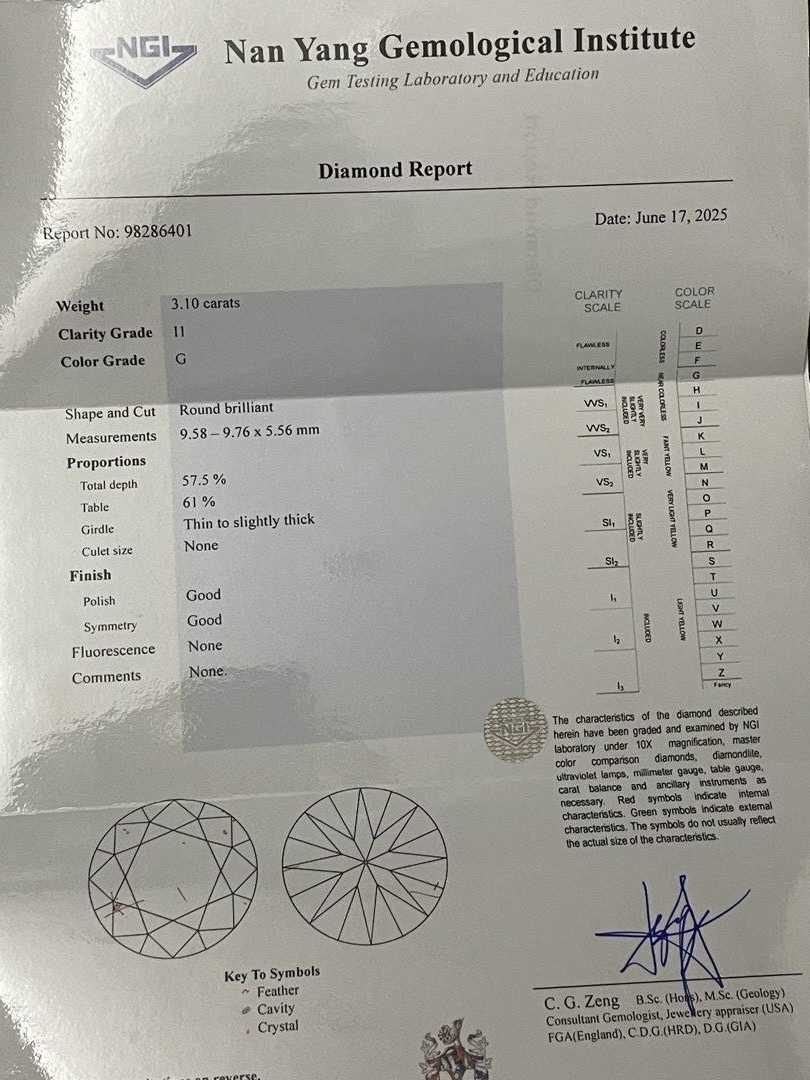 NGI
Nan Yang Gemological Institute
Gem Testing Laboratory and Education
Diamond Report
Report No: 98286401
Date: June 17, 2025
Weight 3.10 carats
Clarity Grade I1
Color Grade G
Shape and Cut Round brilliant
Measurements 9.58 – 9.76 x 5.56 mm
Proportions
Total depth 57.5 %
Table 61 %
Girdle Thin to slightly thick
Culet size None
Finish
Polish Good
Symmetry Good
Fluorescence None
Comments None.
CLARITY
SCALE
FLAWLESS
INTERNALLY
FLAWLESS
VVS1
VVS2
VS1
VS2
SI1
SI2
I1
I2
I3
VERY VERY
SLIGHTLY
INCLUDED
VERY
SLIGHTLY
INCLUDED
SLIGHTLY
INCLUDED
INCLUDED
COLOR
SCALE
COLORLESS
NEAR COLORLESS
FAINT YELLOW
VERY LIGHT YELLOW
LIGHT YELLOW
D
E
F
G
H
I
J
K
L
M
N
O
P
Q
R
S
T
U
V
W
X
Y
Z
Fancy
NGI
The characteristics of the diamond described
herein have been graded and examined by NGI
laboratory under 10X magnification, master
color comparison diamonds, diamondlite,
ultraviolet lamps, millimeter gauge, table gauge,
carat balance and ancillary instruments as
necessary. Red symbols indicate internal
characteristics. Green symbols indicate external
characteristics. The symbols do not usually reflect
the actual size of the characteristics.
Key To Symbols
Feather
Cavity
Crystal
C. G. Zeng B.Sc. (Hons), M.Sc. (Geology)
Consultant Gemologist, Jewellery appraiser (USA)
FGA(England), C.D.G.(HRD), D.G.(GIA)
on reverse.